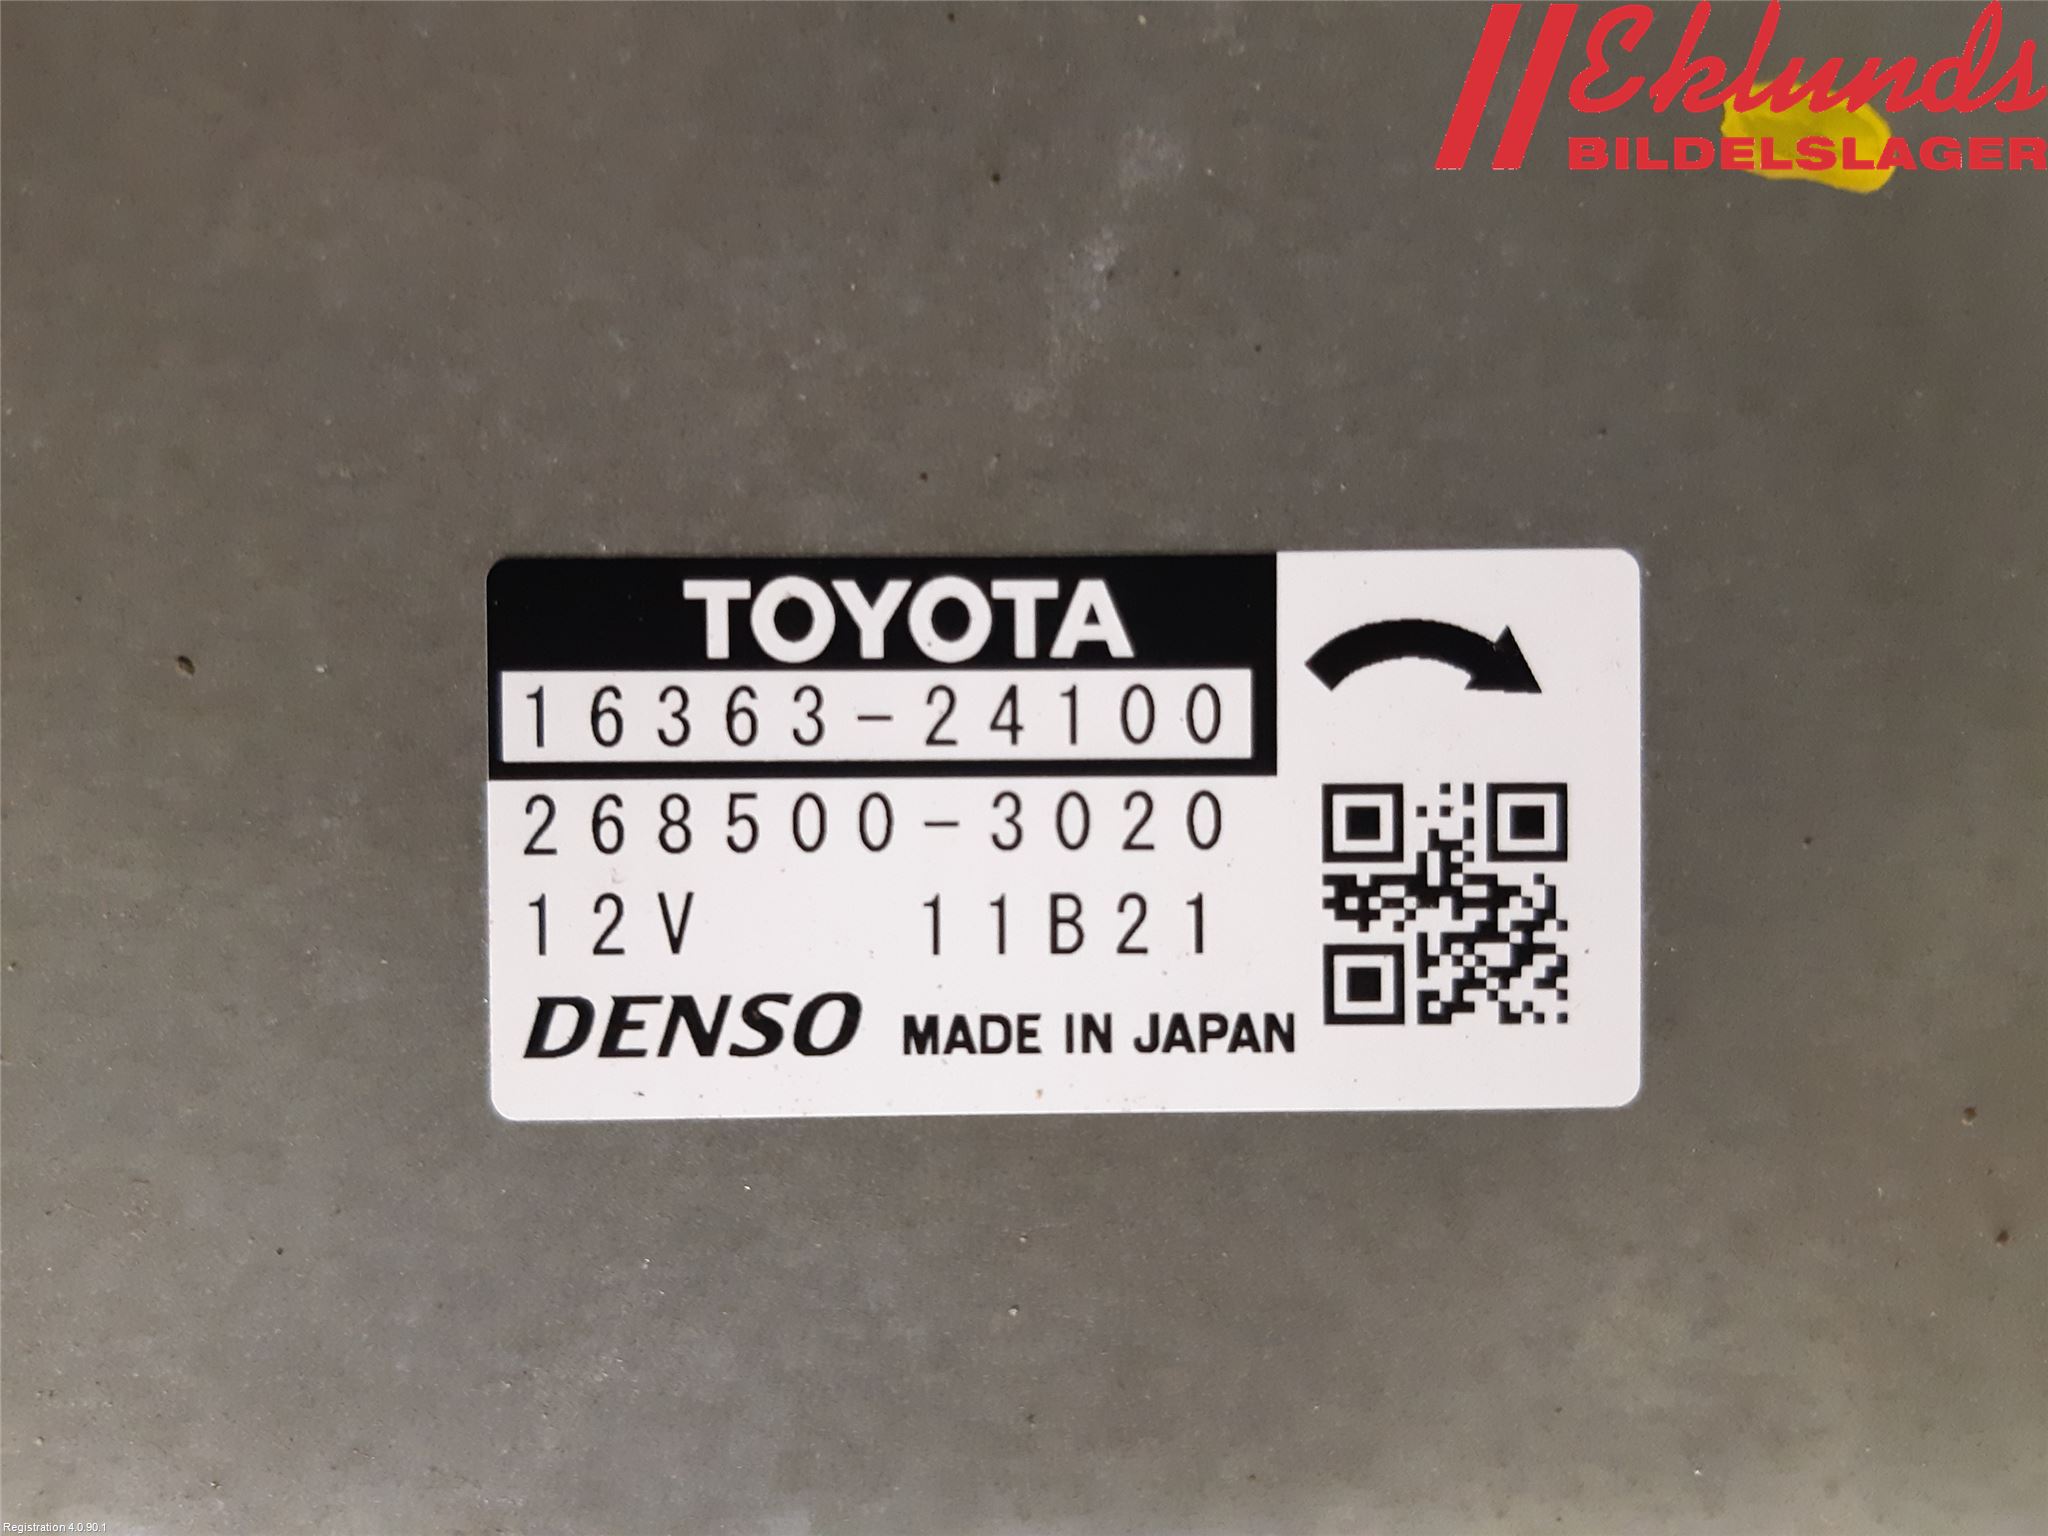 Eklunds
BILDELSLAGER
TOYOTA
16363-24100
268500-3020
12V 11B21
DENSO MADE IN JAPAN
Registration 4.0.90.1